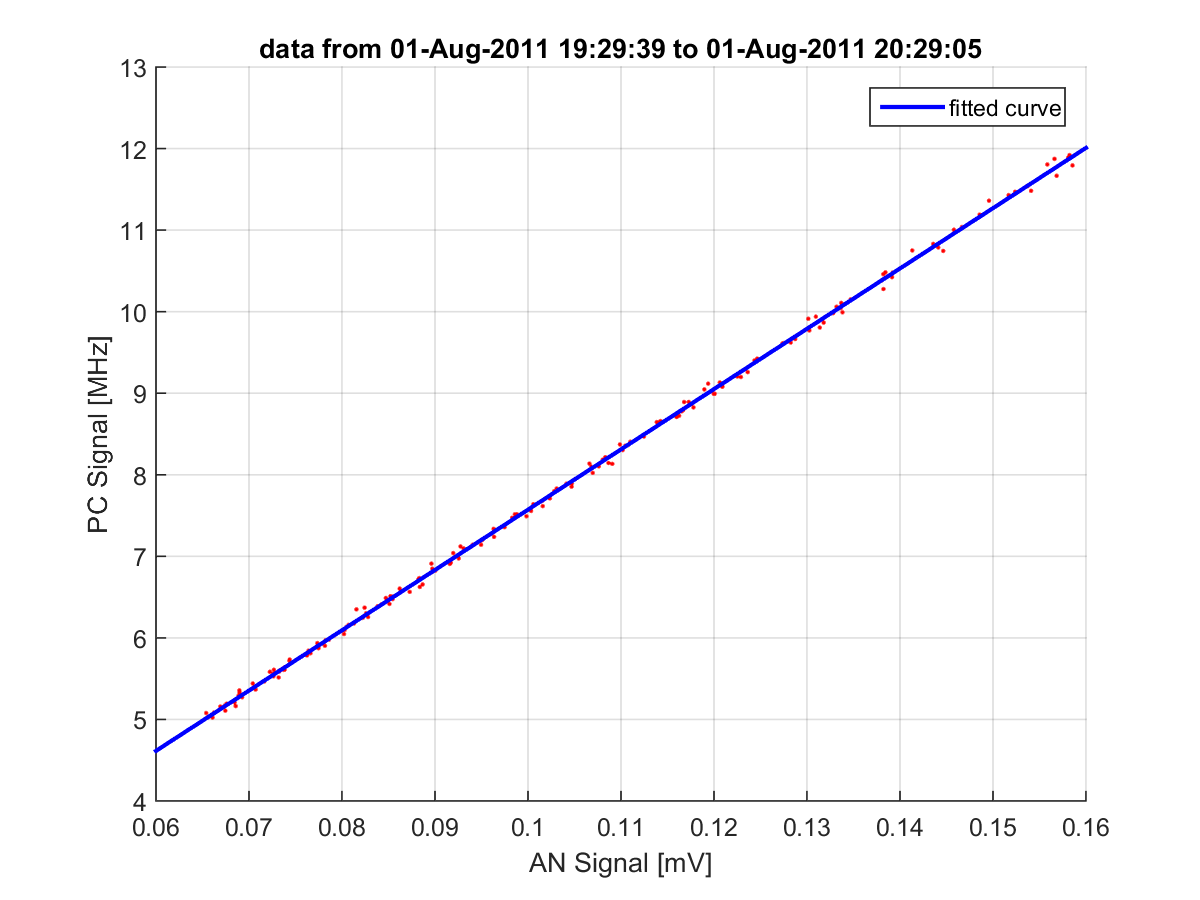 data from 01-Aug-2011 19:29:39 to 01-Aug-2011 20:29:05
fitted curve
13
12
11
10
9
8
7
6
5
4
PC Signal [MHz]
0.06 0.07 0.08 0.09 0.1 0.11 0.12 0.13 0.14 0.15 0.16
AN Signal [mV]